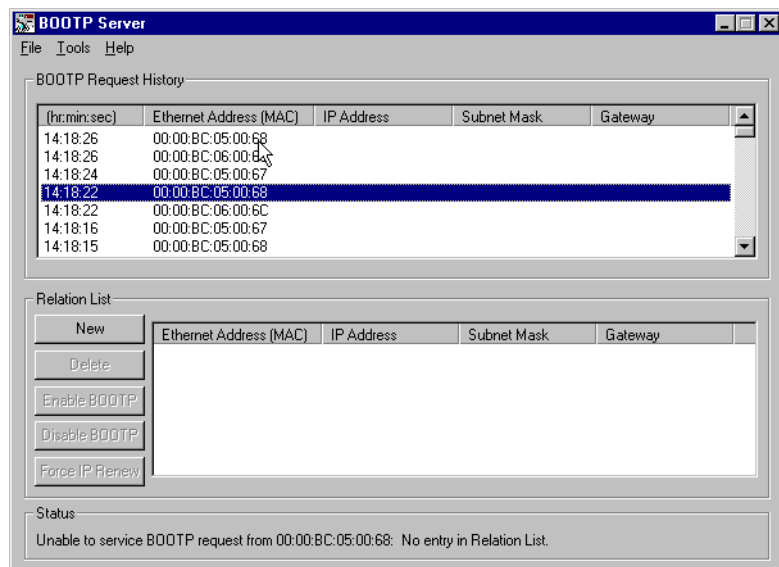 BOOTP Server
File Tools Help
BOOTP Request History
(hr:min:sec) Ethernet Address (MAC) IP Address Subnet Mask Gateway
14:18:26 00:00:BC:05:00:68
14:18:26
14:18:24 00:00:BC:05:00:67
14:18:22 00:00:BC:05:00:68
14:18:22 00:00:BC:06:00:6C
14:18:16 00:00:BC:05:00:67
14:18:15 00:00:BC:05:00:68
Relation List
New
Ethernet Address (MAC) IP Address Subnet Mask Gateway
Delete
Enable BOOTP
Disable BOOTP
Force IP Renew
Status
Unable to service BOOTP request from 00:00:BC:05:00:68: No entry in Relation List.